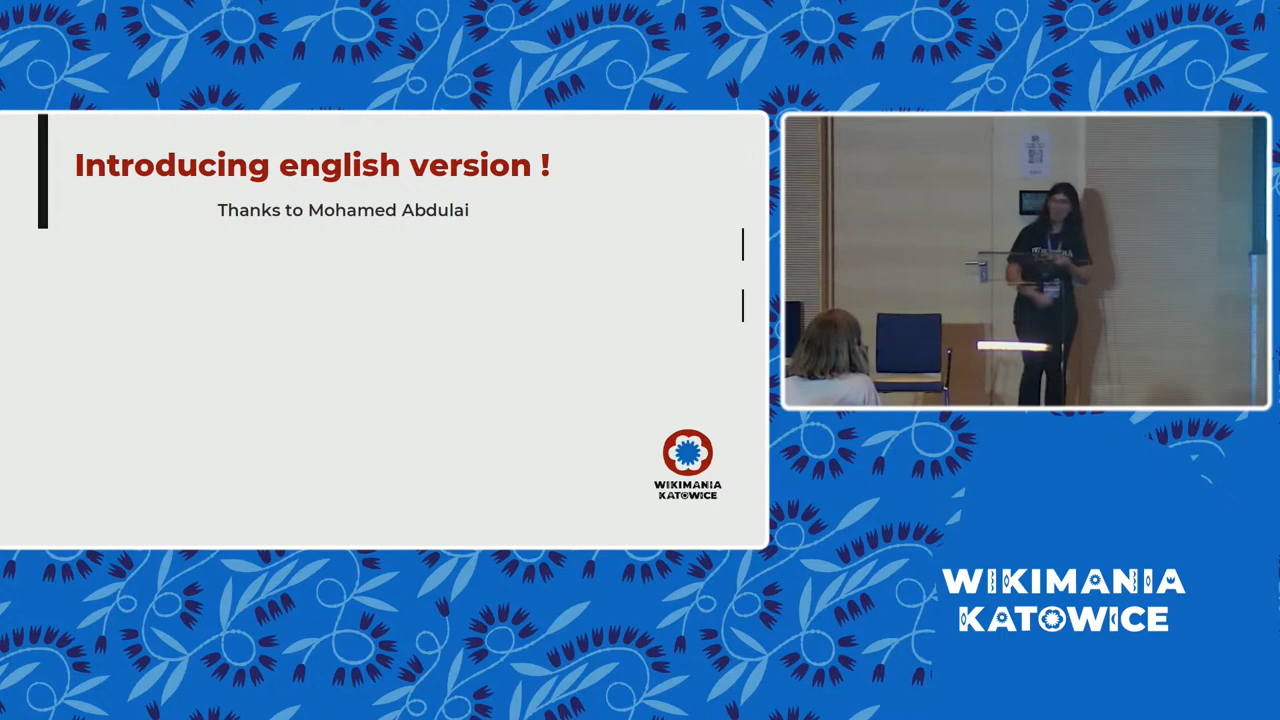 Introducing english version !
Thanks to Mohamed Abdulai
WIKIMANIA
KATOWICE
WIKIMANIA
KATOWICE